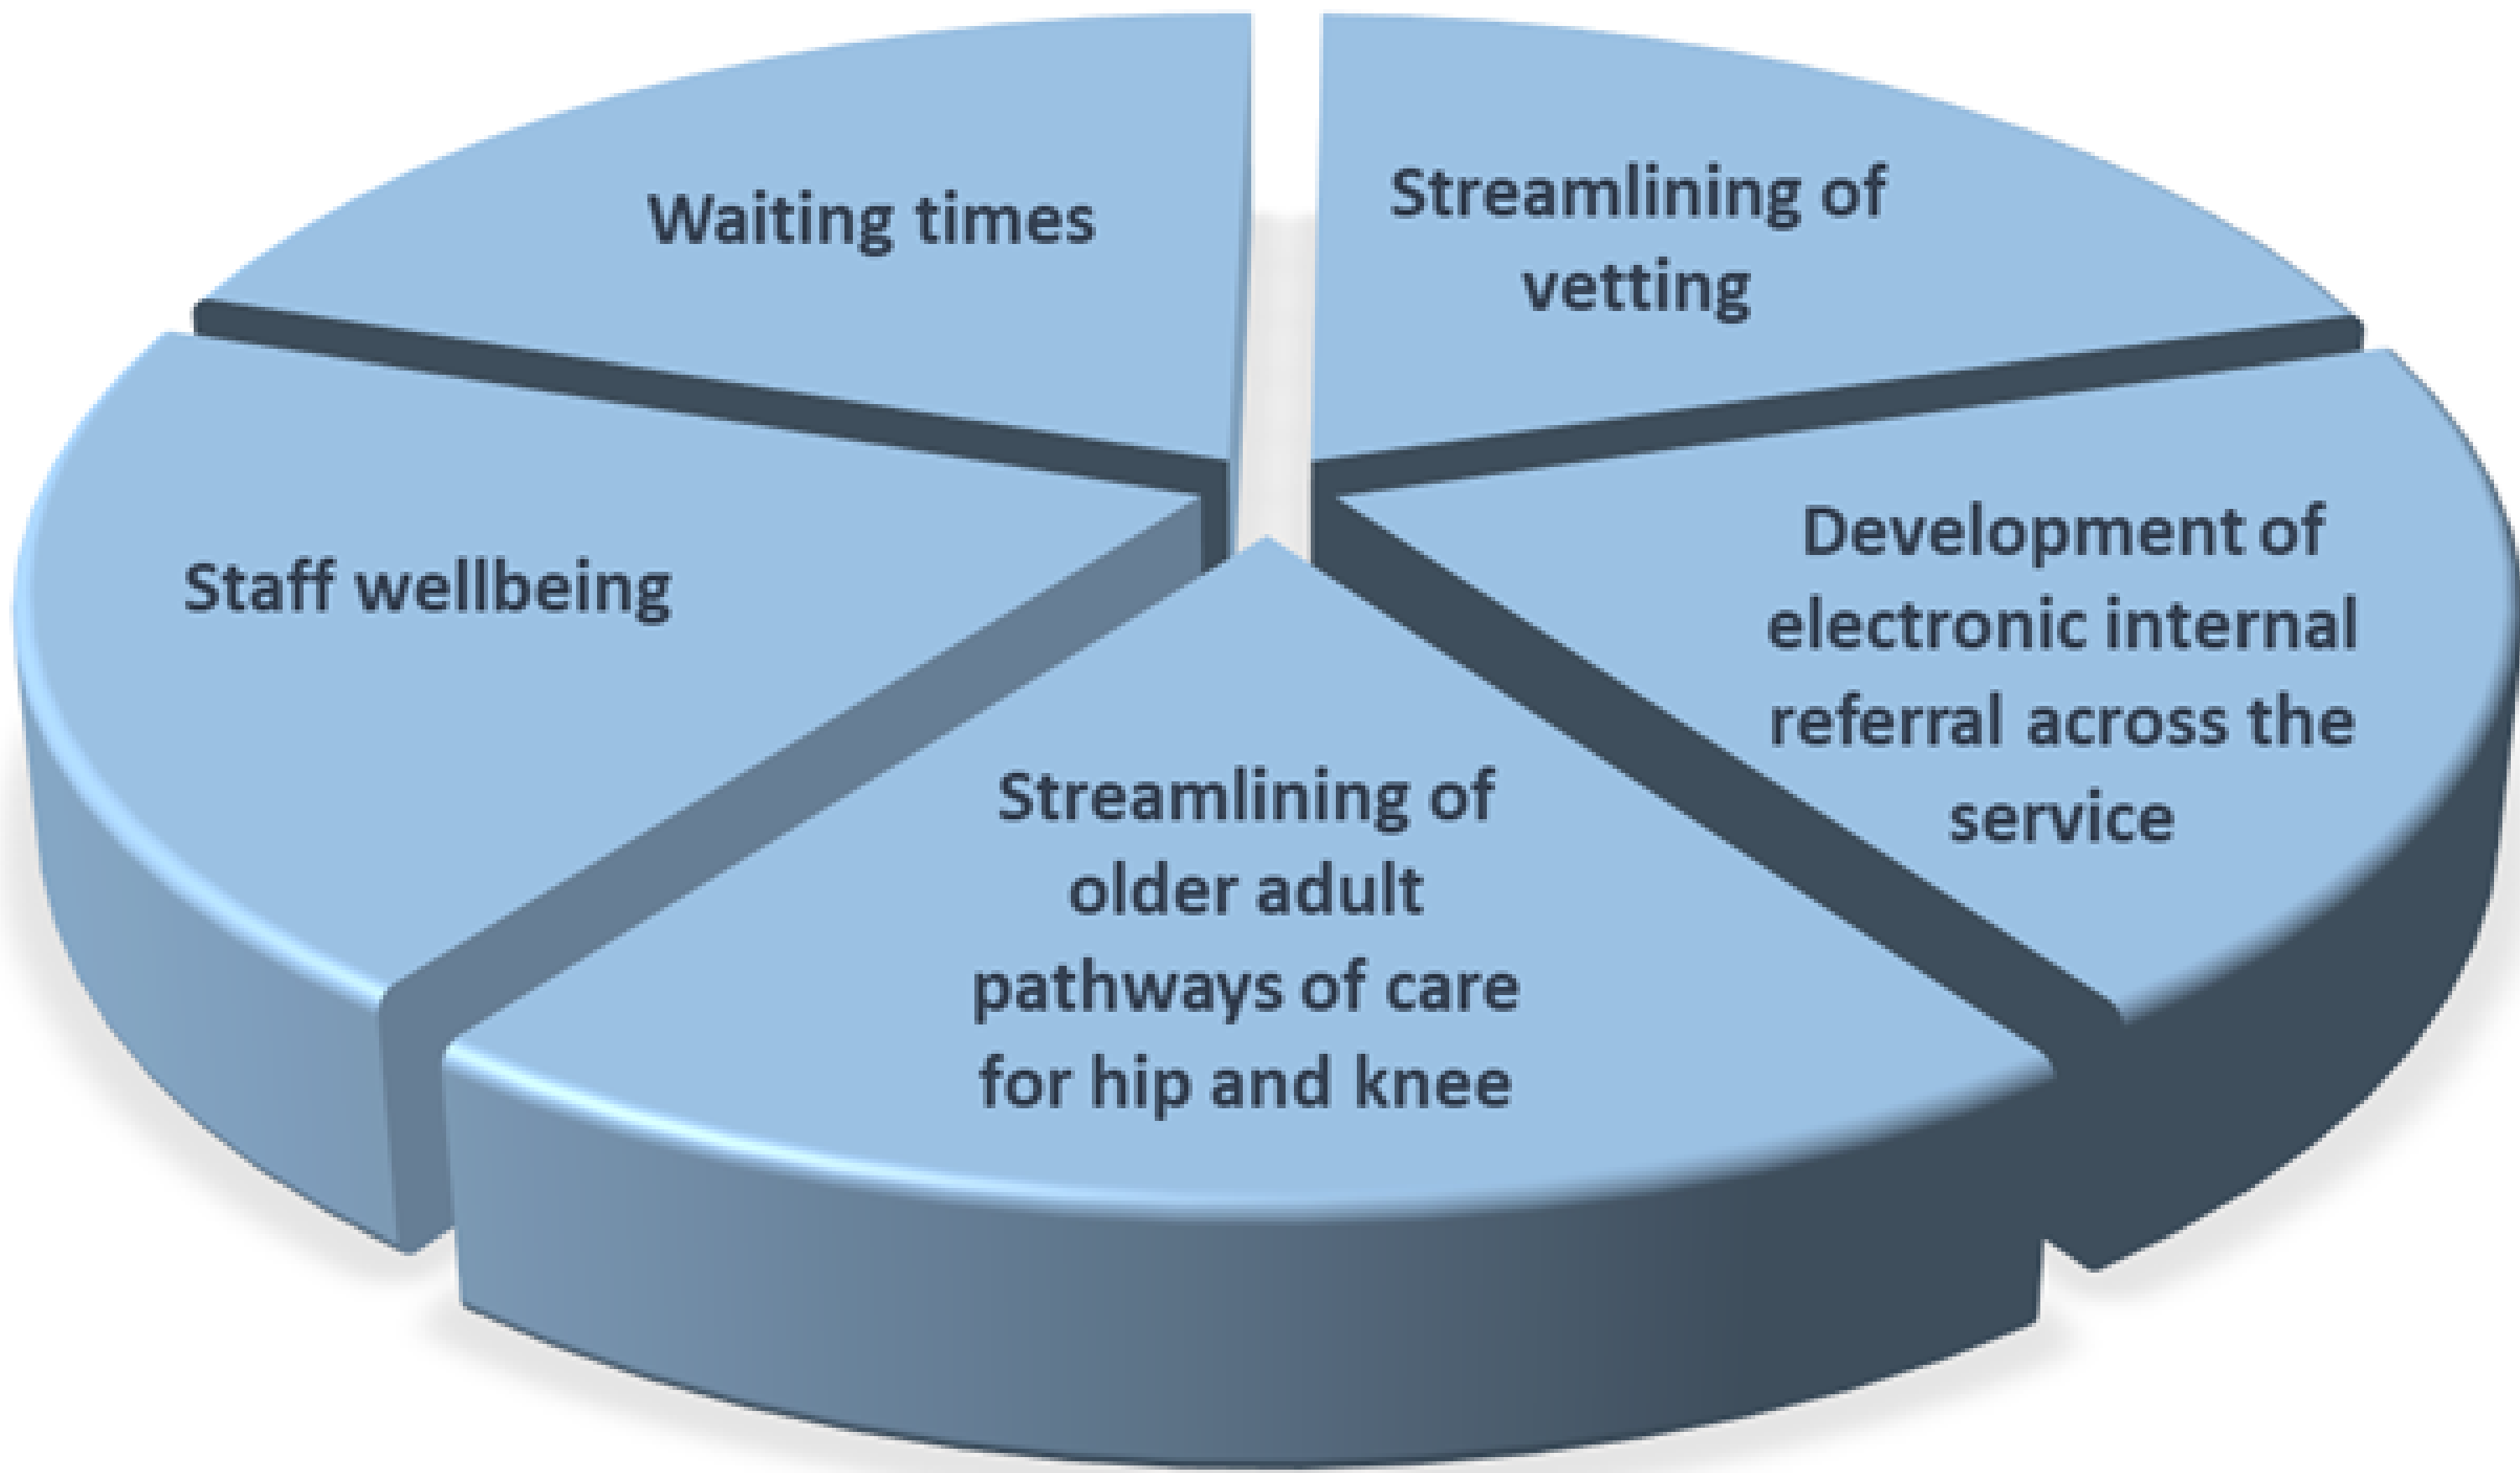 Waiting times
Streamlining of
vetting
Development of
electronic internal
referral across the
service
Streamlining of
older adult
pathways of care
for hip and knee
Staff wellbeing